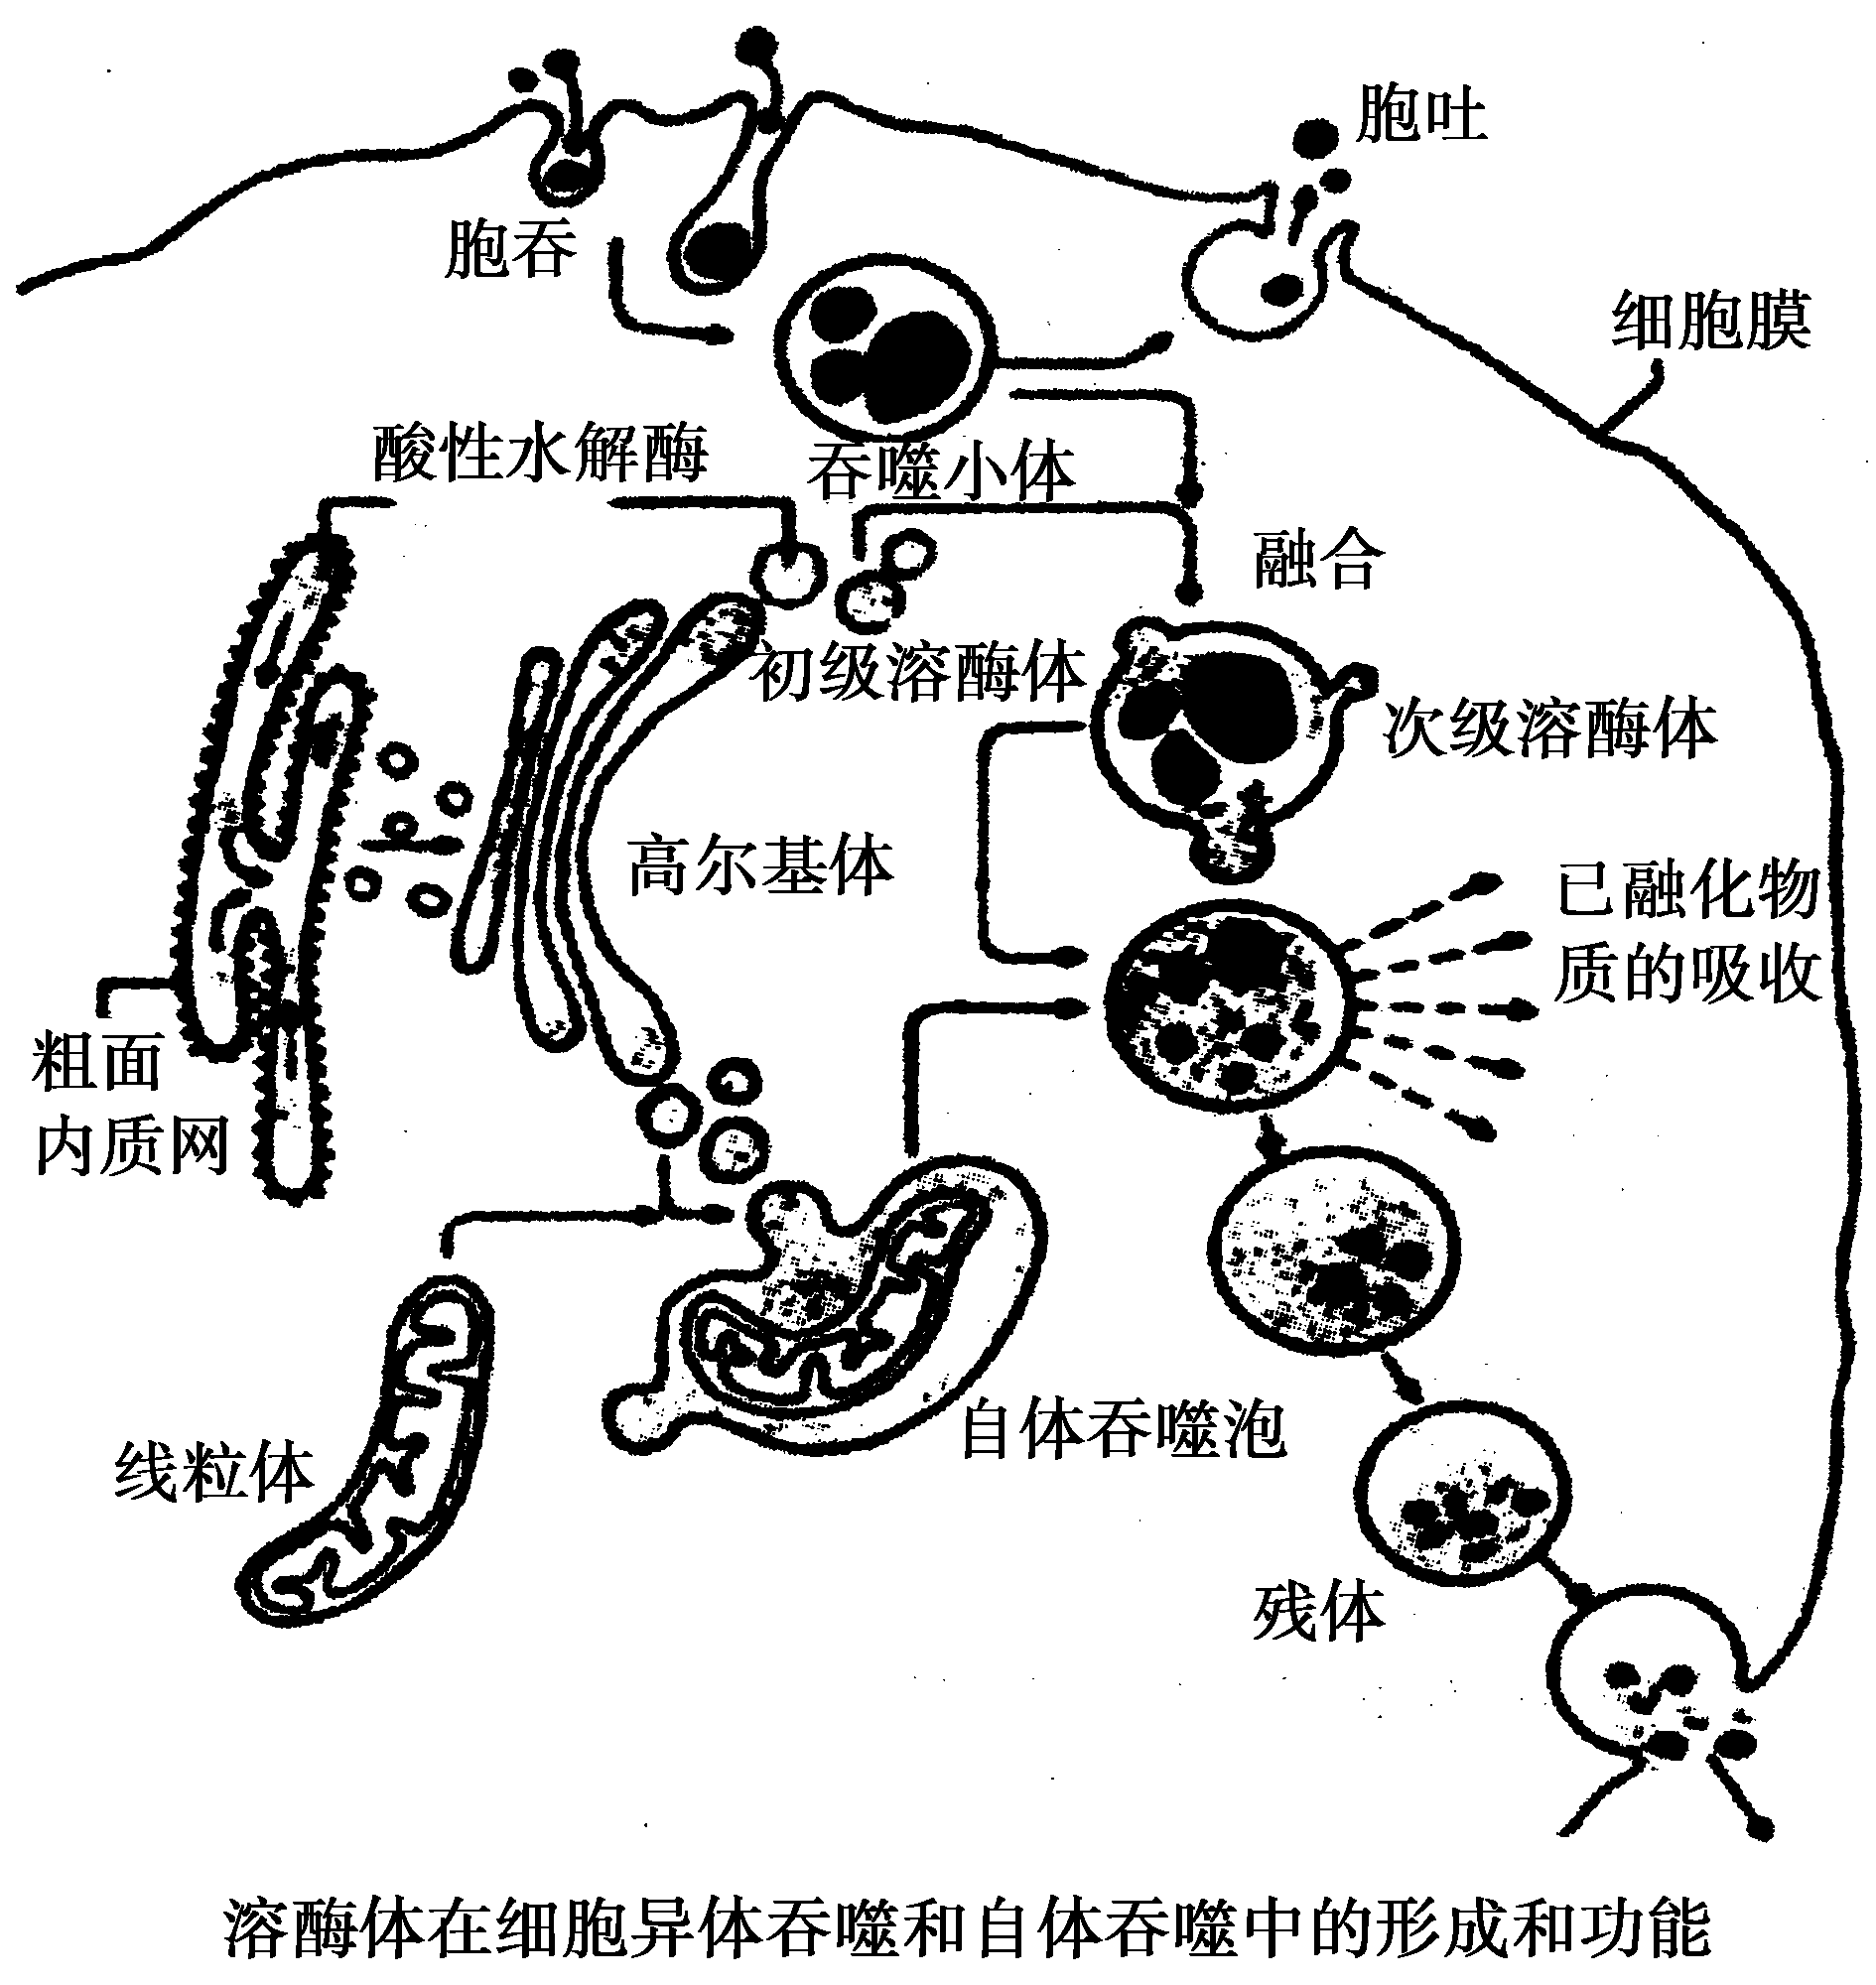 胞吐
胞吞
细胞膜
酸性水解酶
吞噬小体
融合
初级溶酶体
次级溶酶体
高尔基体
已融化物
质的吸收
粗面
内质网
自体吞噬泡
线粒体
残体
溶酶体在细胞异体吞噬和自体吞噬中的形成和功能